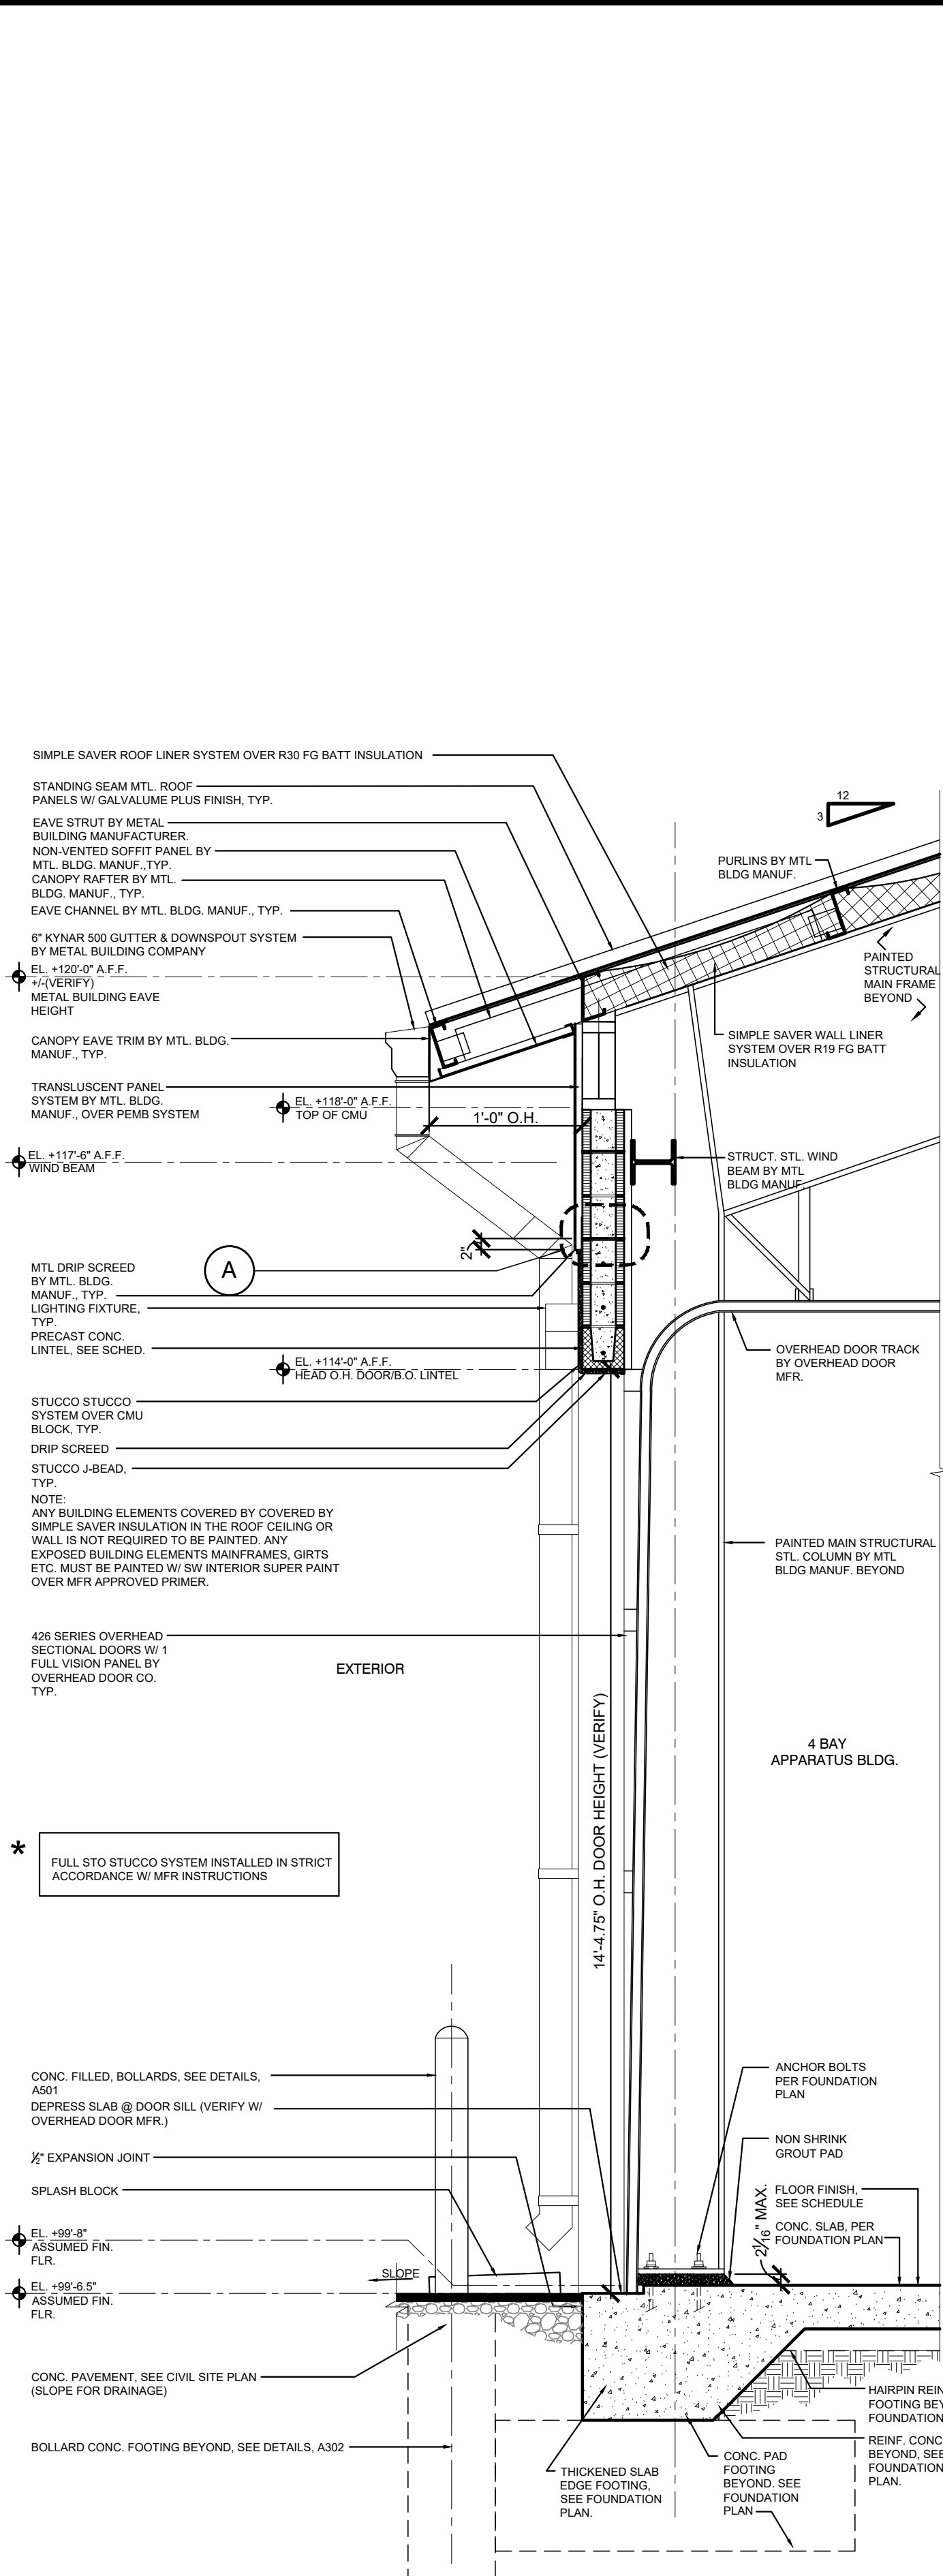 SIMPLE SAVER ROOF LINER SYSTEM OVER R30 FG BATT INSULATION
STANDING SEAM MTL. ROOF
PANELS W/ GALVALUME PLUS FINISH, TYP.
EAVE STRUT BY METAL
BUILDING MANUFACTURER.
NON-VENTED SOFFIT PANEL BY
MTL. BLDG. MANUF.,TYP.
CANOPY RAFTER BY MTL.
BLDG. MANUF., TYP.
EAVE CHANNEL BY MTL. BLDG. MANUF., TYP.
6" KYNAR 500 GUTTER & DOWNSPOUT SYSTEM
BY METAL BUILDING COMPANY
EL. +120'-0" A.F.F.
+/-(VERIFY)
METAL BUILDING EAVE
HEIGHT
CANOPY EAVE TRIM BY MTL. BLDG.
MANUF., TYP.
TRANSLUSCENT PANEL
SYSTEM BY MTL. BLDG.
MANUF., OVER PEMB SYSTEM
EL. +118'-0" A.F.F.
TOP OF CMU
1'-0" O.H.
EL. +117'-6" A.F.F.
WIND BEAM
12
3
PURLINS BY MTL
BLDG MANUF.
PAINTED
STRUCTURAL
MAIN FRAME
BEYOND
SIMPLE SAVER WALL LINER
SYSTEM OVER R19 FG BATT
INSULATION
STRUCT. STL. WIND
BEAM BY MTL
BLDG MANUF
2"
A
MTL DRIP SCREED
BY MTL. BLDG.
MANUF., TYP.
LIGHTING FIXTURE,
TYP.
PRECAST CONC.
LINTEL, SEE SCHED.
EL. +114'-0" A.F.F.
HEAD O.H. DOOR/B.O. LINTEL
OVERHEAD DOOR TRACK
BY OVERHEAD DOOR
MFR.
STUCCO STUCCO
SYSTEM OVER CMU
BLOCK, TYP.
DRIP SCREED
STUCCO J-BEAD,
TYP.
NOTE:
ANY BUILDING ELEMENTS COVERED BY COVERED BY
SIMPLE SAVER INSULATION IN THE ROOF CEILING OR
WALL IS NOT REQUIRED TO BE PAINTED. ANY
EXPOSED BUILDING ELEMENTS MAINFRAMES, GIRTS
ETC. MUST BE PAINTED W/ SW INTERIOR SUPER PAINT
OVER MFR APPROVED PRIMER.
PAINTED MAIN STRUCTURAL
STL. COLUMN BY MTL
BLDG MANUF. BEYOND
426 SERIES OVERHEAD
SECTIONAL DOORS W/ 1
FULL VISION PANEL BY
OVERHEAD DOOR CO.
TYP.
EXTERIOR
14'-4.75" O.H. DOOR HEIGHT (VERIFY)
4 BAY
APPARATUS BLDG.
*
FULL STO STUCCO SYSTEM INSTALLED IN STRICT
ACCORDANCE W/ MFR INSTRUCTIONS
CONC. FILLED, BOLLARDS, SEE DETAILS,
A501
DEPRESS SLAB @ DOOR SILL (VERIFY W/
OVERHEAD DOOR MFR.)
½" EXPANSION JOINT
SPLASH BLOCK
EL. +99'-8"
ASSUMED FIN.
FLR.
SLOPE
EL. +99'-6.5"
ASSUMED FIN.
FLR.
ANCHOR BOLTS
PER FOUNDATION
PLAN
NON SHRINK
GROUT PAD
2 1/16" MAX.
FLOOR FINISH,
SEE SCHEDULE
CONC. SLAB, PER
FOUNDATION PLAN
CONC. PAVEMENT, SEE CIVIL SITE PLAN
(SLOPE FOR DRAINAGE)
BOLLARD CONC. FOOTING BEYOND, SEE DETAILS, A302
THICKENED SLAB
EDGE FOOTING,
SEE FOUNDATION
PLAN.
CONC. PAD
FOOTING
BEYOND. SEE
FOUNDATION
PLAN
HAIRPIN REIN
FOOTING BEY
FOUNDATION
REINF. CONC
BEYOND, SEE
FOUNDATION
PLAN.